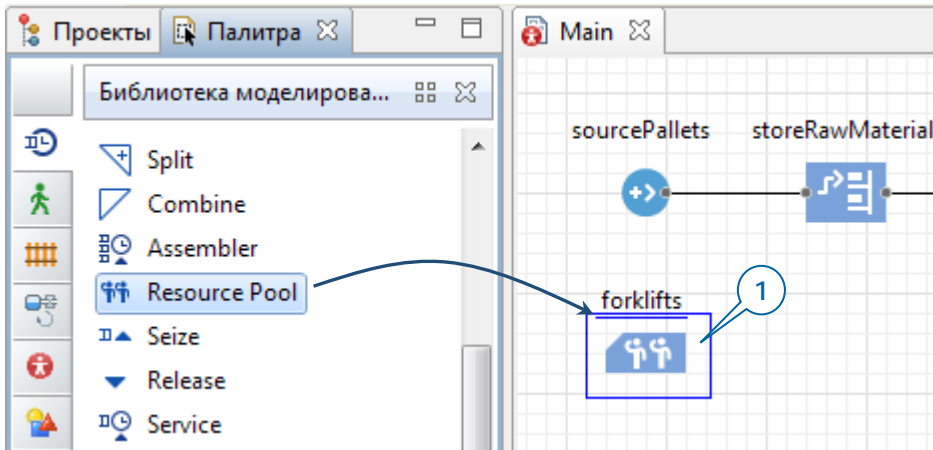 Проекты Палитра Main
Библиотека моделирова...
Split
Combine
Assembler
Resource Pool
Seize
Release
Service
sourcePallets storeRawMaterial
forklifts
1